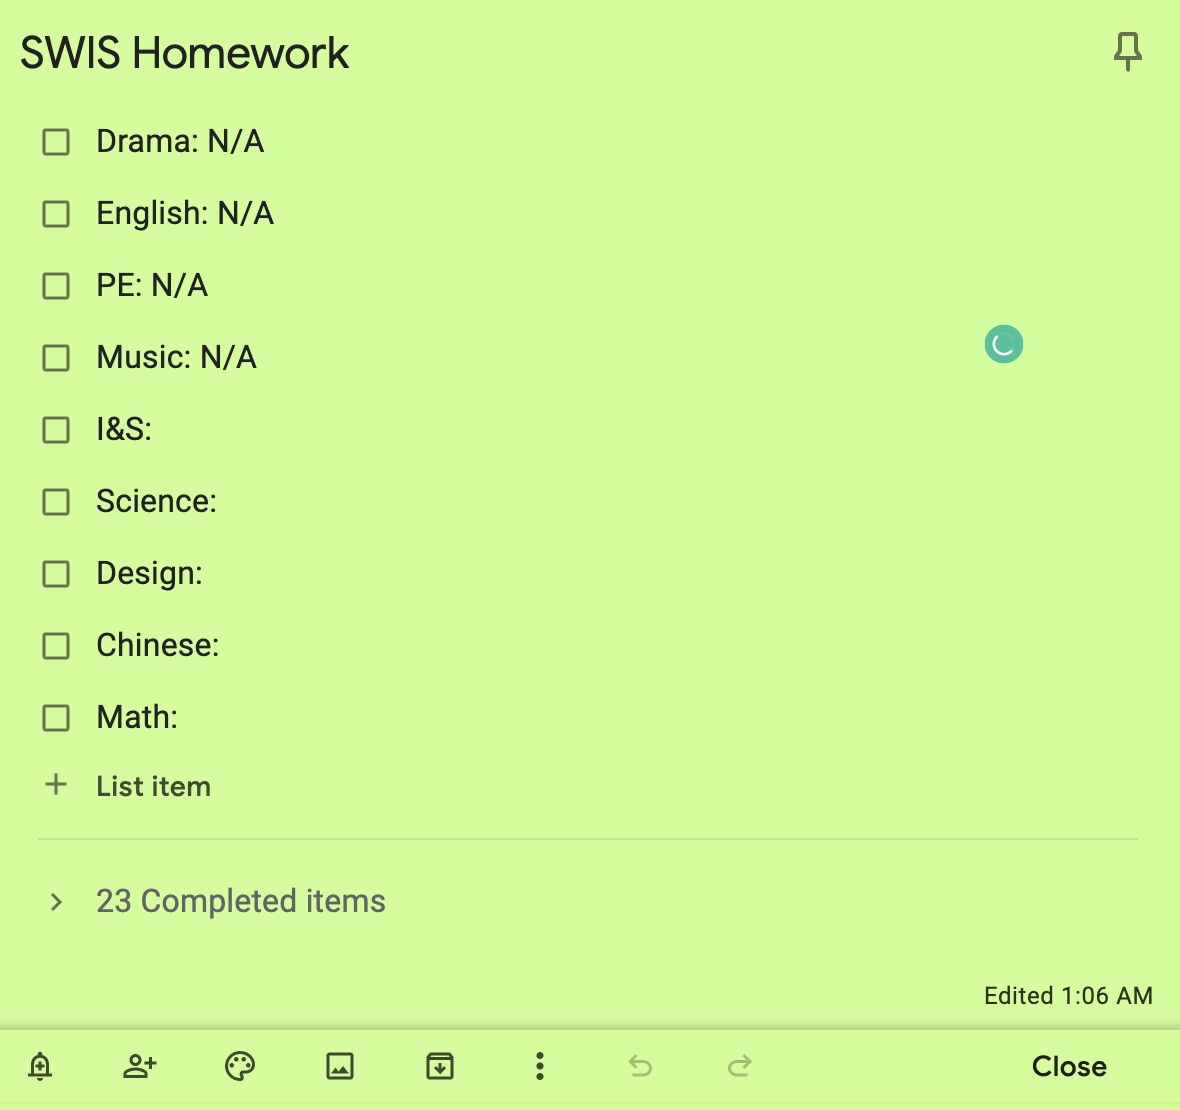 SWIS Homework
Drama: N/A
English: N/A
PE: N/A
Music: N/A
I&S:
Science:
Design:
Chinese:
Math:
List item
23 Completed items
Edited 1:06 AM
Close